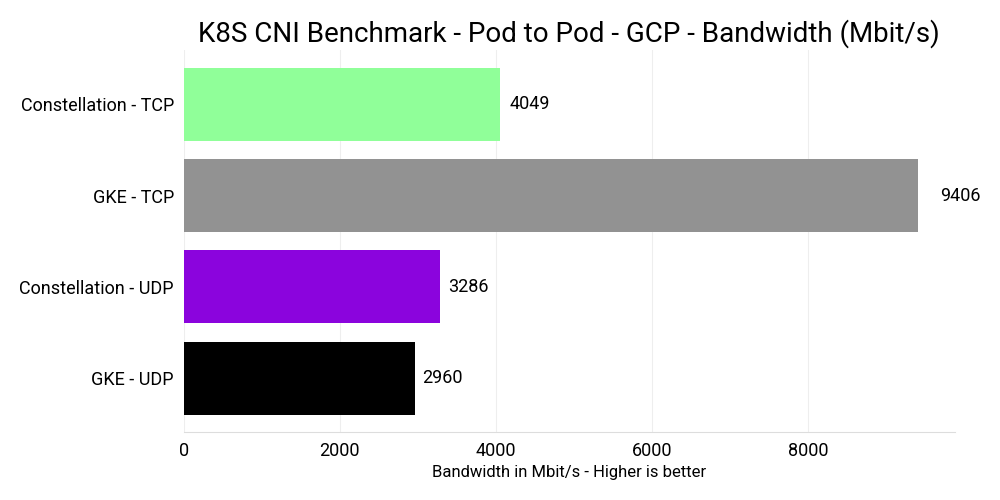 K8S CNI Benchmark - Pod to Pod - GCP - Bandwidth (Mbit/s)
Constellation - TCP
4049
GKE - TCP
9406
Constellation - UDP
3286
GKE - UDP
2960
0 2000 4000 6000 8000
Bandwidth in Mbit/s - Higher is better